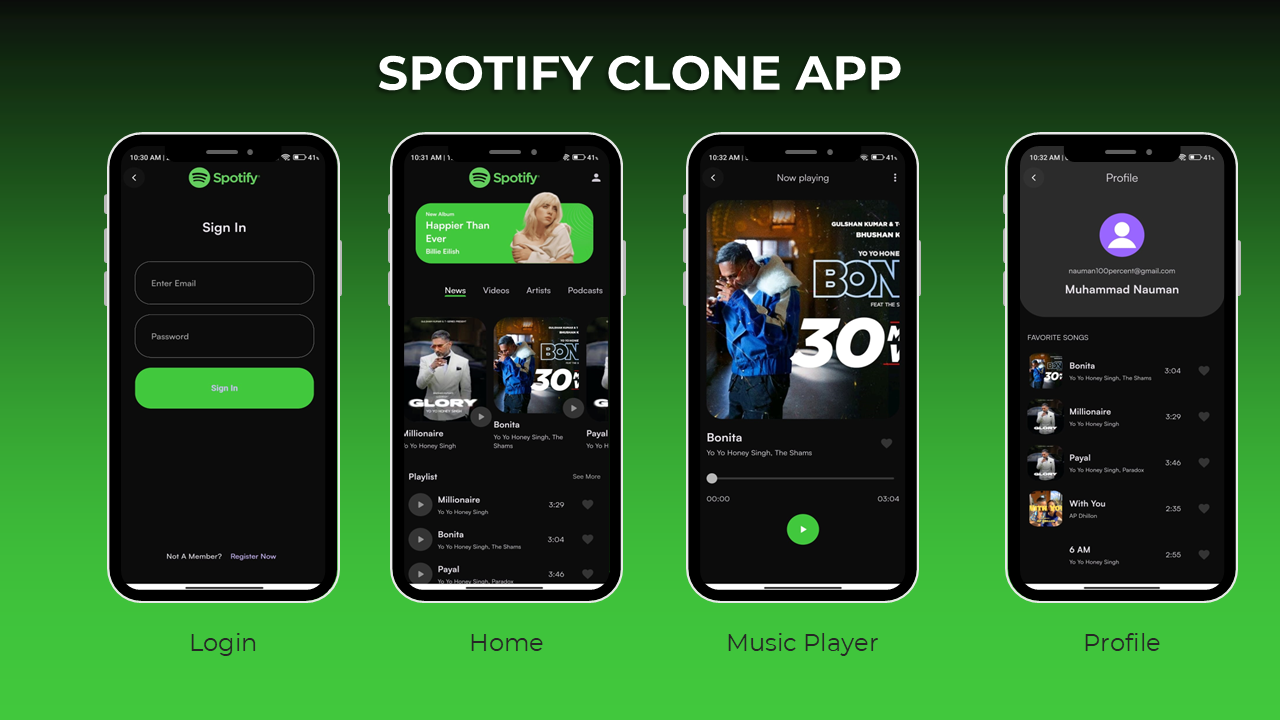 SPOTIFY CLONE APP
10:30 AM
41%
Spotify
Sign In
Enter Email
Password
Sign In
Not A Member? Register Now
Login
10:31 AM
41%
Spotify
New Album
Happier Than
Ever
Billie Eilish
News Videos Artists Podcasts
GLORY
YO YO HONEY SINGH
BON
30
Millionaire
Yo Yo Honey Singh
Bonita
Yo Yo Honey Singh, The
Shams
Payal
Yo Yo H
Playlist See More
Millionaire
Yo Yo Honey Singh
3:29
Bonita
Yo Yo Honey Singh, The Shams
3:04
Payal
Yo Yo Honey Singh, Paradox
3:46
Home
10:32 AM
41%
Now playing
GULSHAN KUMAR & T
BHUSHAN K
YO YO HONE
BON
FEAT THE S
30
Bonita
Yo Yo Honey Singh, The Shams
00:00 03:04
Music Player
10:32 AM
41%
Profile
nauman100percent@gmail.com
Muhammad Nauman
FAVORITE SONGS
Bonita
Yo Yo Honey Singh, The Shams
3:04
Millionaire
Yo Yo Honey Singh
3:29
Payal
Yo Yo Honey Singh, Paradox
3:46
With You
AP Dhillon
2:35
6 AM
Yo Yo Honey Singh
2:55
Profile